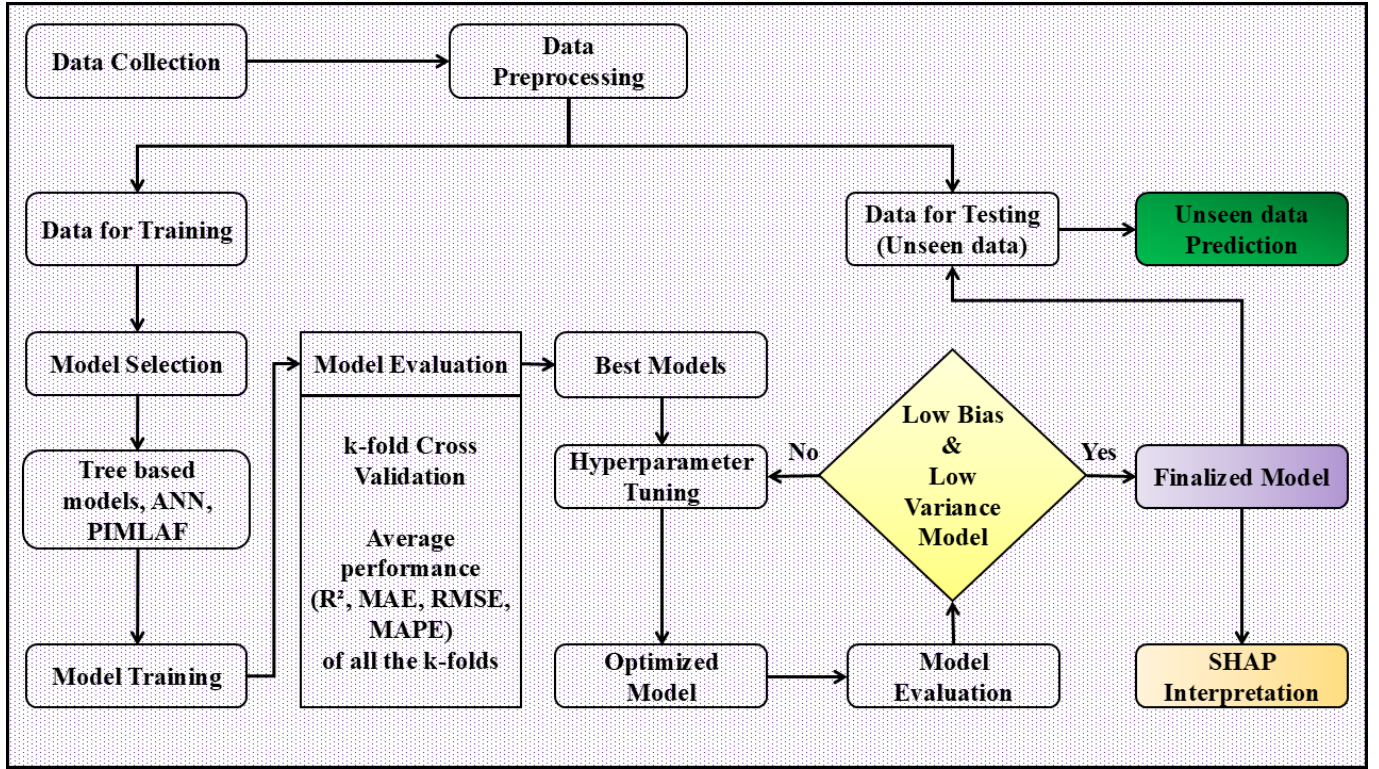 Data Collection
Data
Preprocessing
Data for Training
Data for Testing
(Unseen data)
Unseen data
Prediction
Model Selection
Model Evaluation
Best Models
Tree based
models, ANN,
PIMLAF
k-fold Cross
Validation
Average
performance
(R², MAE, RMSE,
MAPE)
of all the k-folds
Hyperparameter
Tuning
No
Low Bias
&
Low
Variance
Model
Yes
Finalized Model
Model Training
Optimized
Model
Model
Evaluation
SHAP
Interpretation